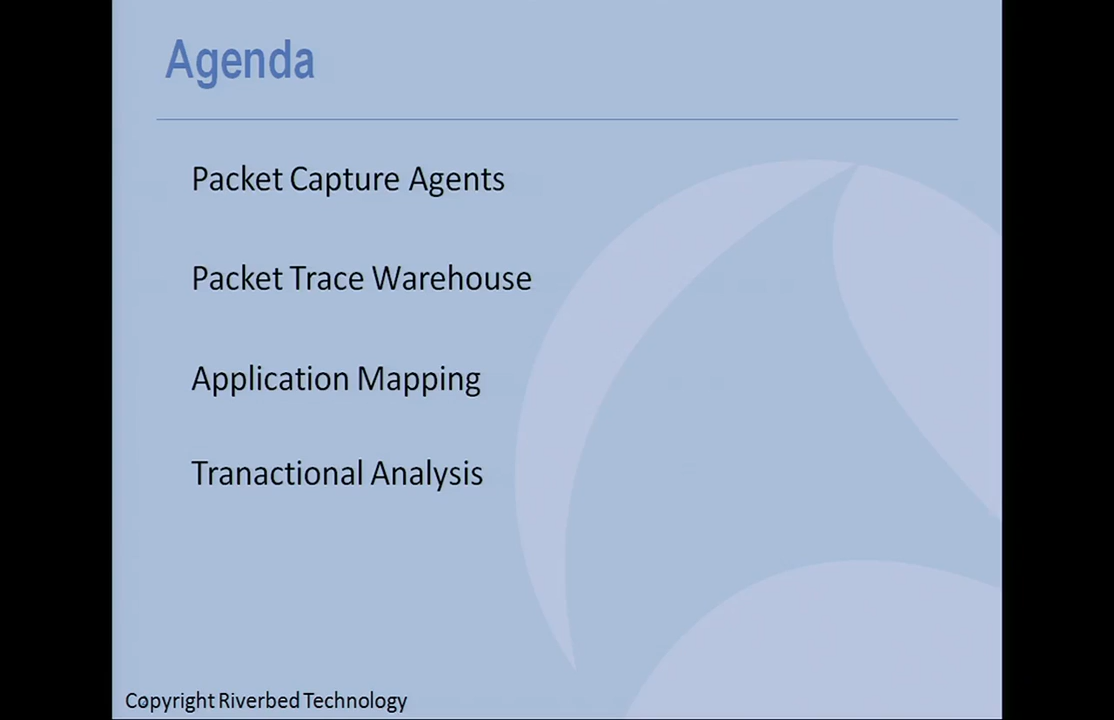 Agenda
Packet Capture Agents
Packet Trace Warehouse
Application Mapping
Tranactional Analysis
Copyright Riverbed Technology